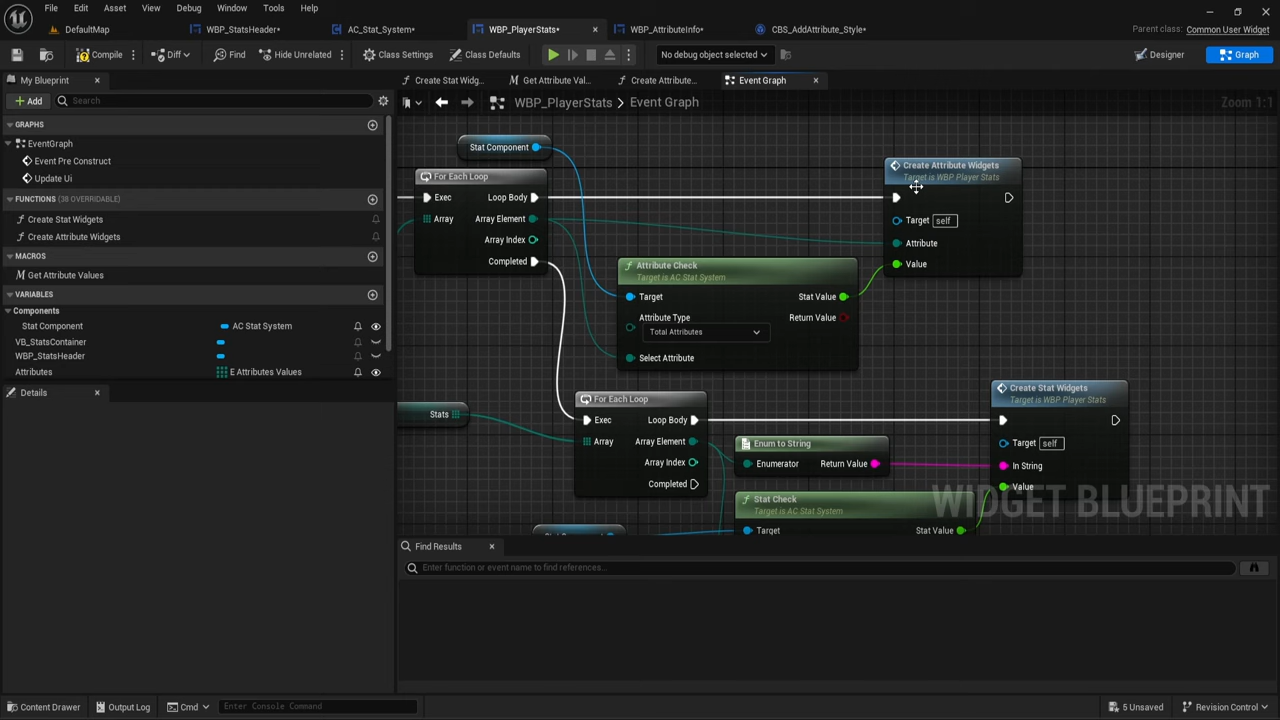 File Edit Asset View Debug Window Tools Help
DefaultMap WBP_StatsHeader• AC_Stat_System• WBP_PlayerStats• WBP_AttributeInfo• CBS_AddAttribute_Style•
Parent class: Common User Widget
Compile Diff Find Hide Unrelated Class Settings Class Defaults No debug object selected Designer Graph
My Blueprint
Create Stat Widg... Get Attribute Val... Create Attribute... Event Graph
Add Search
WBP_PlayerStats > Event Graph Zoom 1:1
GRAPHS
EventGraph
Event Pre Construct
Update Ui
FUNCTIONS (38 OVERRIDABLE)
Create Stat Widgets
Create Attribute Widgets
MACROS
Get Attribute Values
VARIABLES
Components
Stat Component AC Stat System
VB_StatsContainer
WBP_StatsHeader
Attributes E Attributes Values
Details
Stat Component
For Each Loop
Exec Loop Body
Array Array Element
Array Index
Completed
Create Attribute Widgets
Target is WBP Player Stats
Target self
Attribute
Value
Attribute Check
Target is AC Stat System
Target Stat Value
Attribute Type Return Value
Total Attributes
Select Attribute
Stats
For Each Loop
Exec Loop Body
Array Array Element
Array Index
Completed
Enum to String
Enumerator Return Value
Create Stat Widgets
Target is WBP Player Stats
Target self
In String
Value
Stat Check
Target is AC Stat System
Target Stat Value
WIDGET BLUEPRINT
Find Results
Enter function or event name to find references...
Content Drawer Output Log Cmd Enter Console Command 5 Unsaved Revision Control